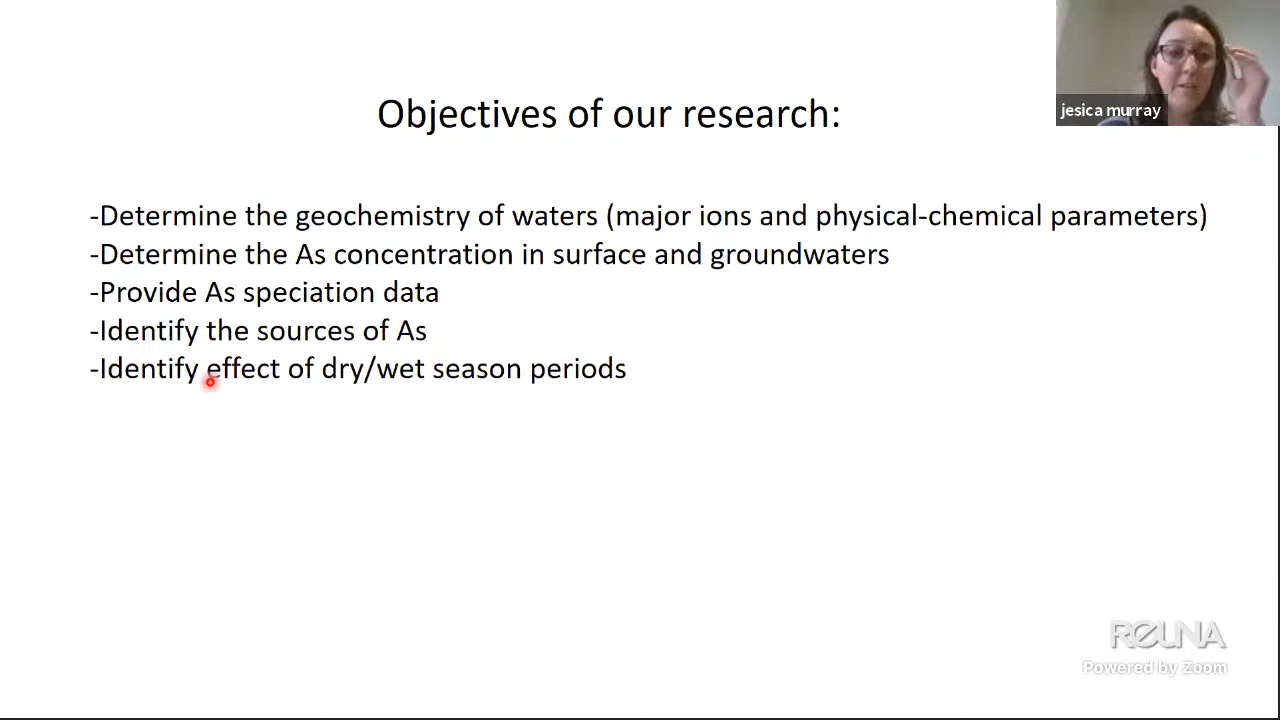 jesica murray
Objectives of our research:
-Determine the geochemistry of waters (major ions and physical-chemical parameters)
-Determine the As concentration in surface and groundwaters
-Provide As speciation data
-Identify the sources of As
-Identify effect of dry/wet season periods
REUNA
Powered by Zoom